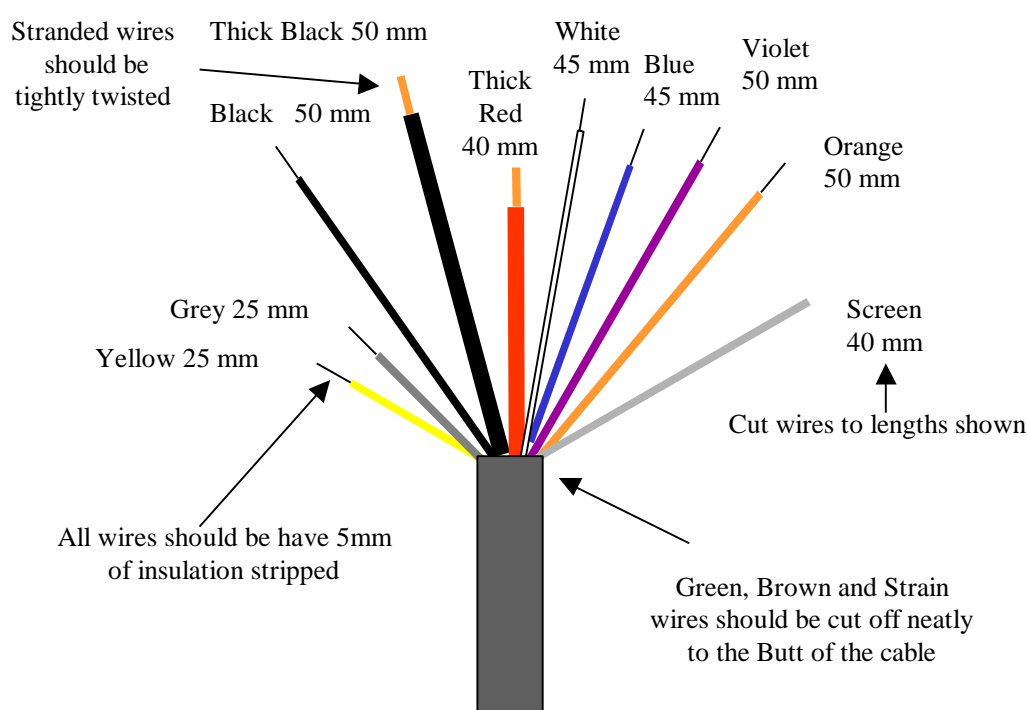 Stranded wires
should be
tightly twisted
Thick Black 50 mm
Black 50 mm
Thick
Red
40 mm
White
45 mm
Blue
45 mm
Violet
50 mm
Orange
50 mm
Grey 25 mm
Yellow 25 mm
Screen
40 mm
Cut wires to lengths shown
All wires should be have 5mm
of insulation stripped
Green, Brown and Strain
wires should be cut off neatly
to the Butt of the cable